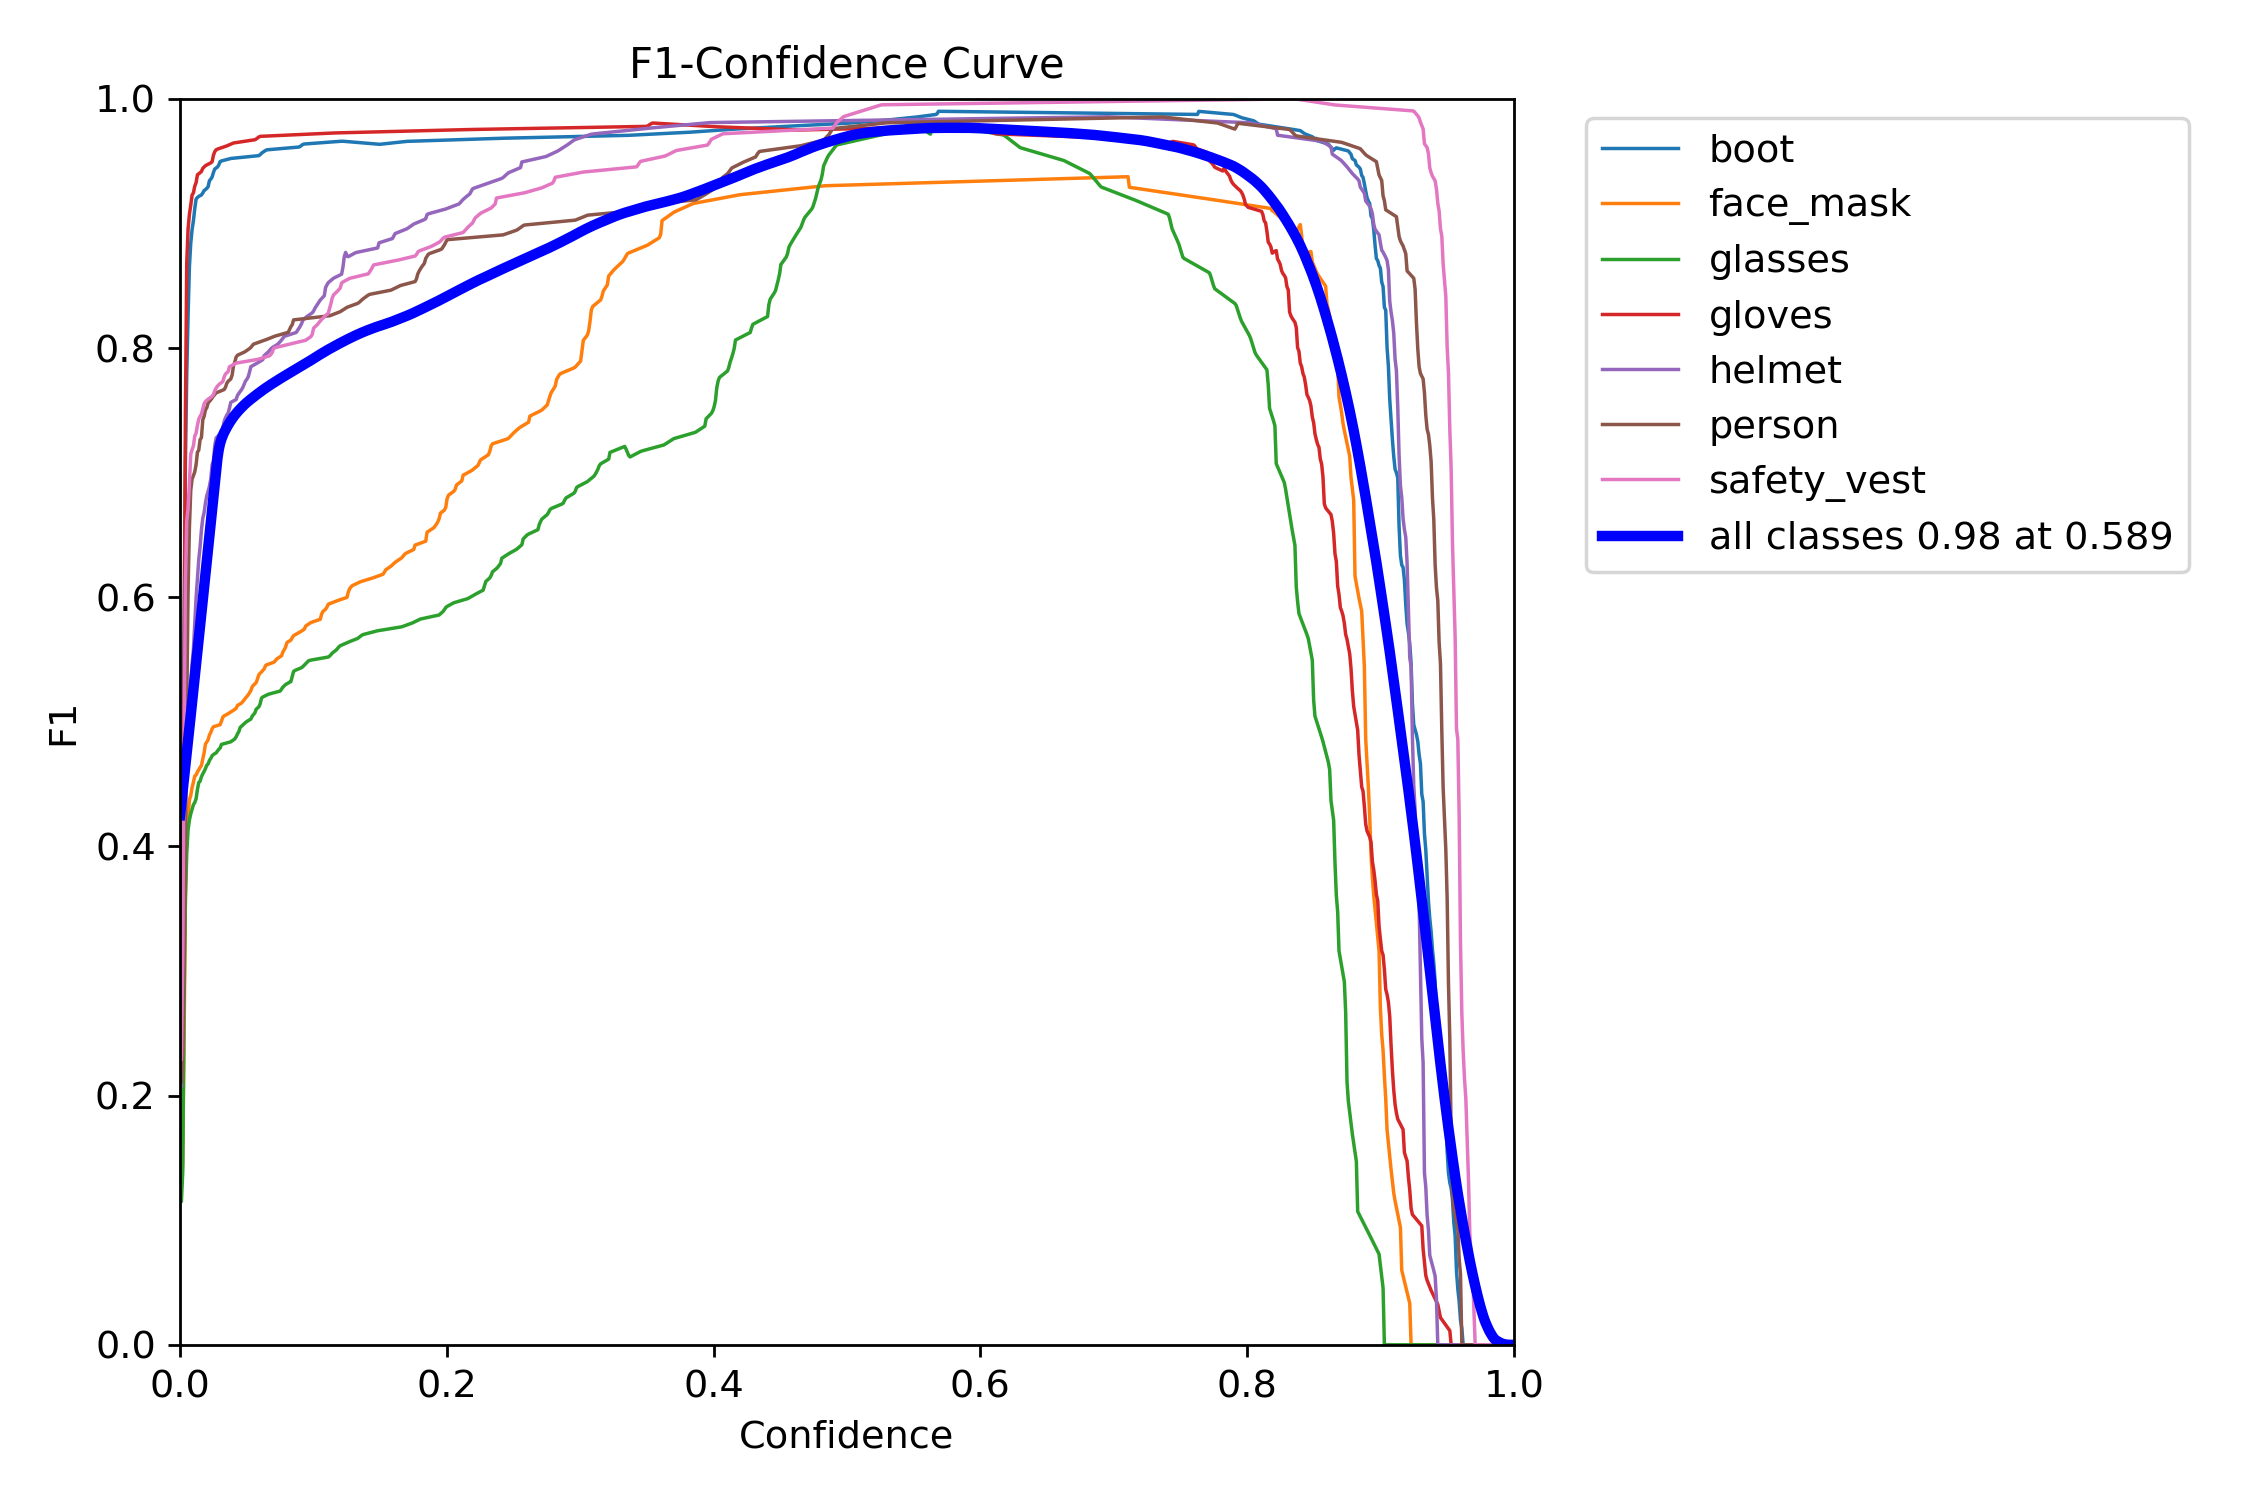 F1-Confidence Curve
1.0
0.8
0.6
0.4
0.2
0.0
F1
0.0 0.2 0.4 0.6 0.8 1.0
Confidence
boot
face_mask
glasses
gloves
helmet
person
safety_vest
all classes 0.98 at 0.589